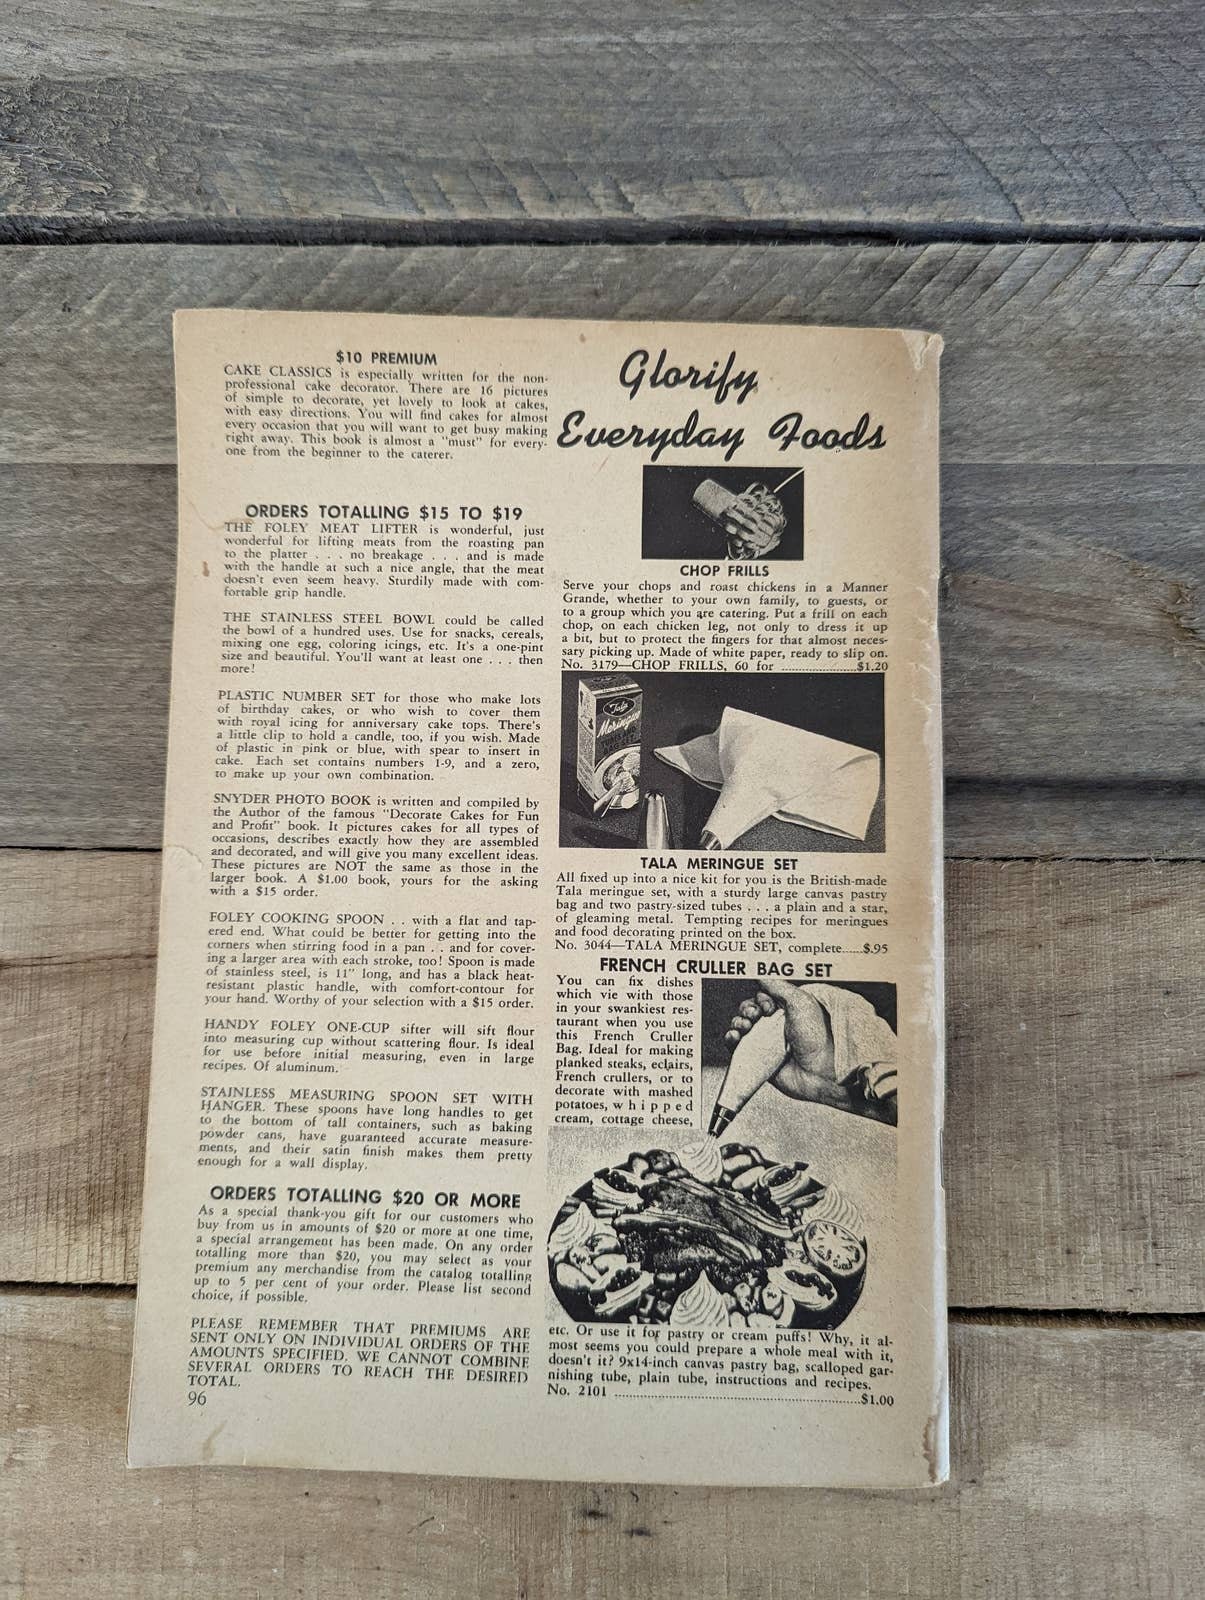 $10 PREMIUM
CAKE CLASSICS is especially written for the non-
professional cake decorator. There are 16 pictures
of simple to decorate, yet lovely to look at cakes,
with easy directions. You will find cakes for almost
every occasion that you will want to get busy making
right away. This book is almost a "must" for every-
one from the beginner to the caterer.
ORDERS TOTALLING $15 TO $19
THE FOLEY MEAT LIFTER is wonderful, just
wonderful for lifting meats from the roasting pan
to the platter . . . no breakage . . . and is made
with the handle at such a nice angle, that the meat
doesn't even seem heavy. Sturdily made with com-
fortable grip handle.
THE STAINLESS STEEL BOWL could be called
the bowl of a hundred uses. Use for snacks, cereals,
mixing one egg, coloring icings, etc. It's a one-pint
size and beautiful. You'll want at least one . . . then
more!
PLASTIC NUMBER SET for those who make lots
of birthday cakes, or who wish to cover them
with royal icing for anniversary cake tops. There's
a little clip to hold a candle, too, if you wish. Made
of plastic in pink or blue, with spear to insert in
cake. Each set contains numbers 1-9, and a zero,
to make up your own combination.
SNYDER PHOTO BOOK is written and compiled by
the Author of the famous "Decorate Cakes for Fun
and Profit" book. It pictures cakes for all types of
occasions, describes exactly how they are assembled
and decorated, and will give you many excellent ideas.
These pictures are NOT the same as those in the
larger book. A $1.00 book, yours for the asking
with a $15 order.
FOLEY COOKING SPOON . . with a flat and tap-
ered end. What could be better for getting into the
corners when stirring food in a pan . . and for cover-
ing a larger area with each stroke, too! Spoon is made
of stainless steel, is 11" long, and has a black heat-
resistant plastic handle, with comfort-contour for
your hand. Worthy of your selection with a $15 order.
HANDY FOLEY ONE-CUP sifter will sift flour
into measuring cup without scattering flour. Is ideal
for use before initial measuring, even in large
recipes. Of aluminum.
STAINLESS MEASURING SPOON SET WITH
HANGER. These spoons have long handles to get
to the bottom of tall containers, such as baking
powder cans, have guaranteed accurate measure-
ments, and their satin finish makes them pretty
enough for a wall display.
ORDERS TOTALLING $20 OR MORE
As a special thank-you gift for our customers who
buy from us in amounts of $20 or more at one time,
a special arrangement has been made. On any order
totalling more than $20, you may select as your
premium any merchandise from the catalog totalling
up to 5 per cent of your order. Please list second
choice, if possible.
PLEASE REMEMBER THAT PREMIUMS ARE
SENT ONLY ON INDIVIDUAL ORDERS OF THE
AMOUNTS SPECIFIED. WE CANNOT COMBINE
SEVERAL ORDERS TO REACH THE DESIRED
TOTAL.
96
Glorify
Everyday Foods
CHOP FRILLS
Serve your chops and roast chickens in a Manner
Grande, whether to your own family, to guests, or
to a group which you are catering. Put a frill on each
chop, on each chicken leg, not only to dress it up
a bit, but to protect the fingers for that almost neces-
sary picking up. Made of white paper, ready to slip on.
No. 3179—CHOP FRILLS, 60 for ..................$1.20
Tala
Meringue
TALA MERINGUE SET
All fixed up into a nice kit for you is the British-made
Tala meringue set, with a sturdy large canvas pastry
bag and two pastry-sized tubes . . . a plain and a star,
of gleaming metal. Tempting recipes for meringues
and food decorating printed on the box.
No. 3044—TALA MERINGUE SET, complete......$.95
FRENCH CRULLER BAG SET
You can fix dishes
which vie with those
in your swankiest res-
taurant when you use
this French Cruller
Bag. Ideal for making
planked steaks, eclairs,
French crullers, or to
decorate with mashed
potatoes, whipped
cream, cottage cheese,
etc. Or use it for pastry or cream puffs! Why, it al-
most seems you could prepare a whole meal with it,
doesn't it? 9x14-inch canvas pastry bag, scalloped gar-
nishing tube, plain tube, instructions and recipes.
No. 2101 ............................................................$1.00